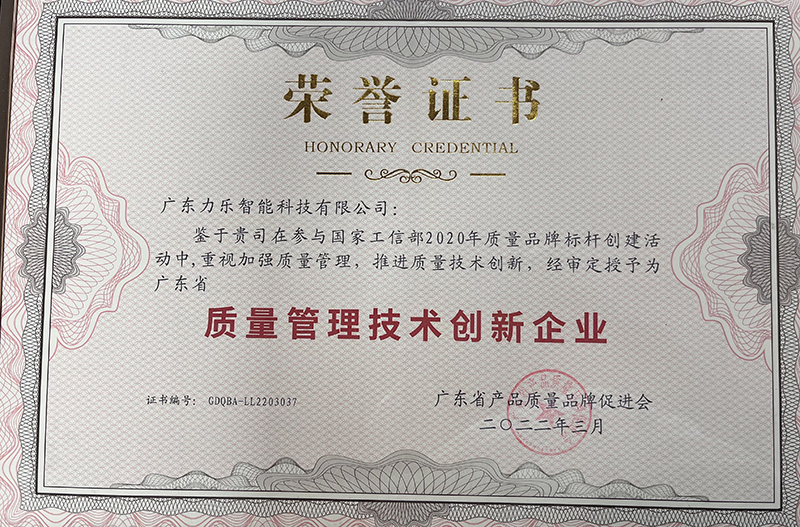 荣誉证书
HONORARY CREDENTIAL
广东力乐智能科技有限公司：
鉴于贵司在参与国家工信部2020年质量品牌标杆创建活
动中,重视加强质量管理，推进质量技术创新，经审定授予为
广东省
质量管理技术创新企业
证书编号： GDQBA-LL2203037
广东省产品质量品牌促进会
二〇二二年三月